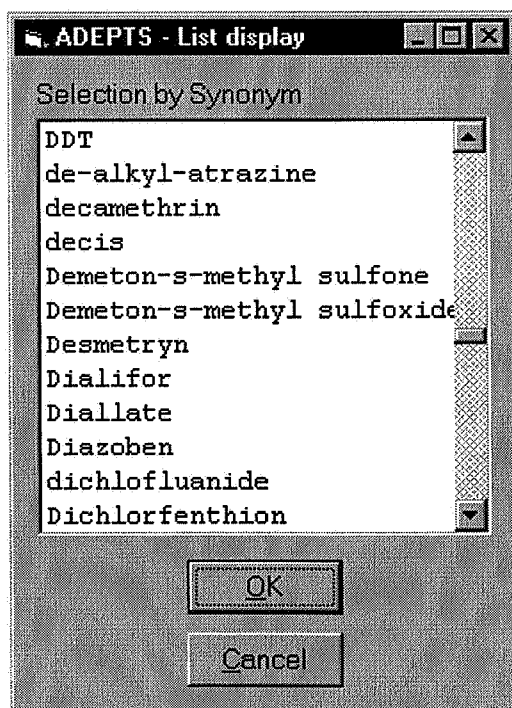 ADEPTS - List display
Selection by Synonym
DDT
de-alkyl-atrazine
decamethrin
decis
Demeton-s-methyl sulfone
Demeton-s-methyl sulfoxide
Desmetryn
Dialifor
Diallate
Diazoben
dichlofluanide
Dichlorfenthion
OK
Cancel